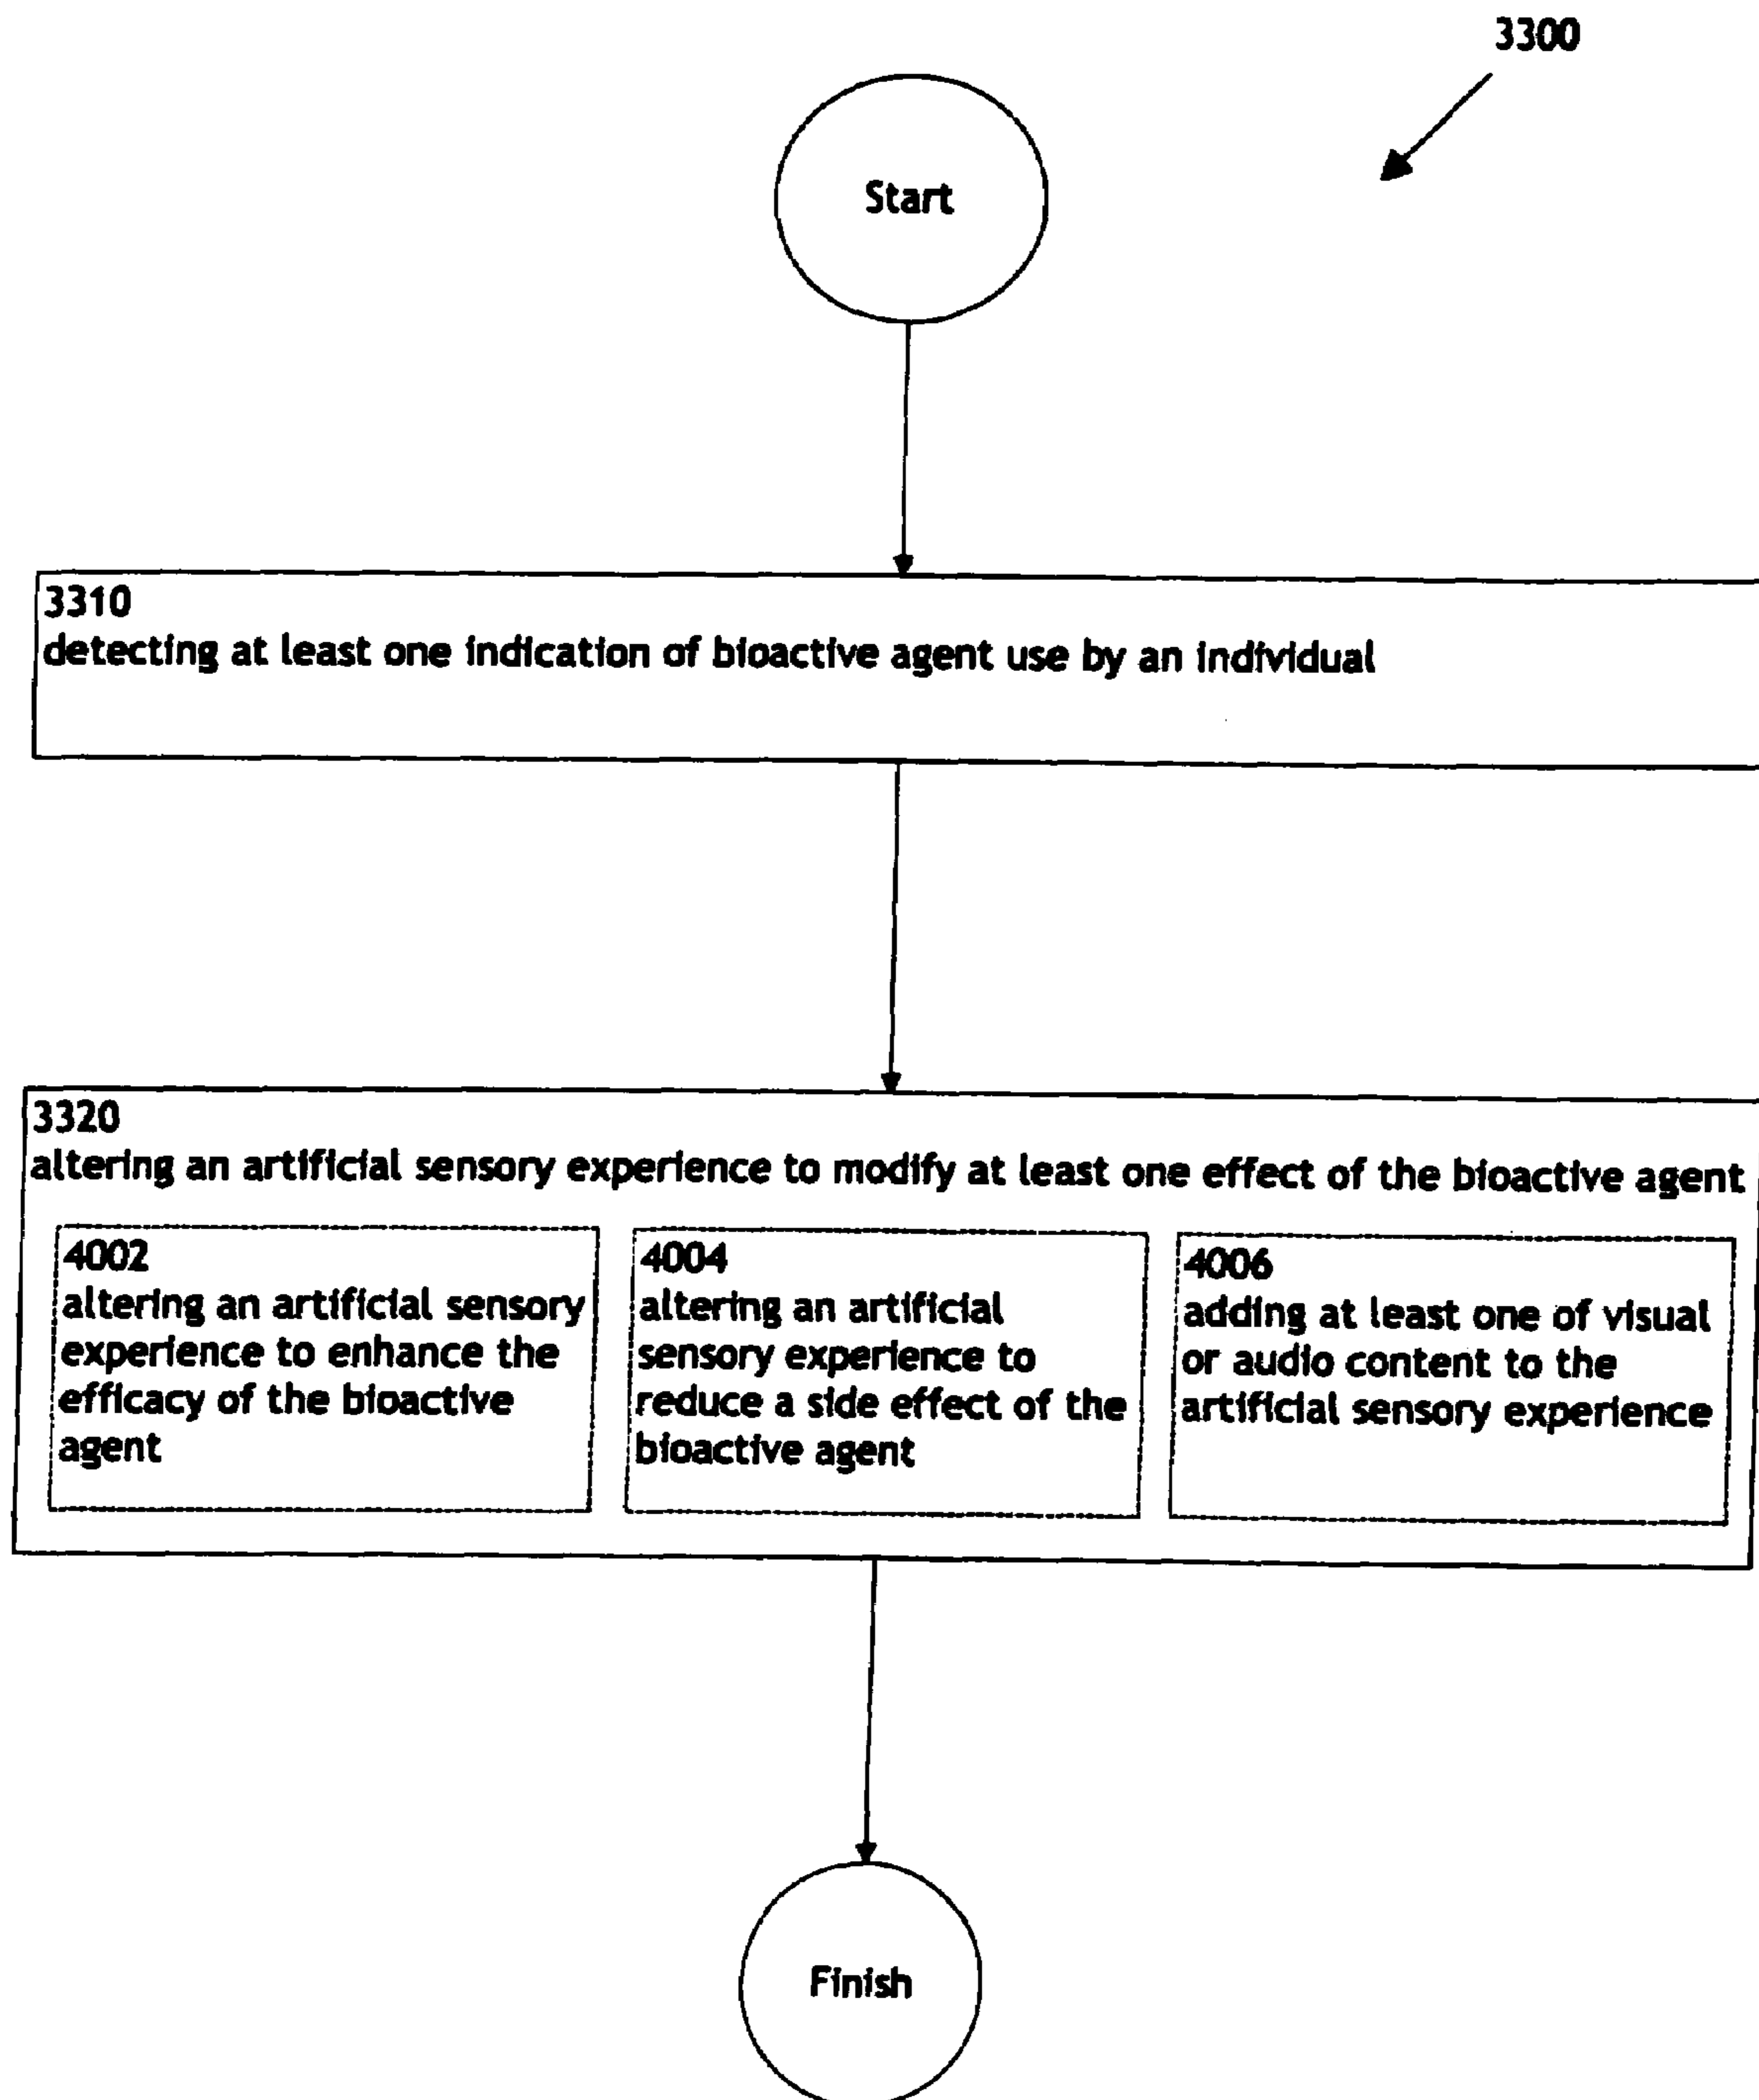 3300
Start
3310
detecting at least one indication of bioactive agent use by an individual
3320
altering an artificial sensory experience to modify at least one effect of the bioactive agent
4002
altering an artificial sensory
experience to enhance the
efficacy of the bioactive
agent
4004
altering an artificial
sensory experience to
reduce a side effect of the
bioactive agent
4006
adding at least one of visual
or audio content to the
artificial sensory experience
Finish